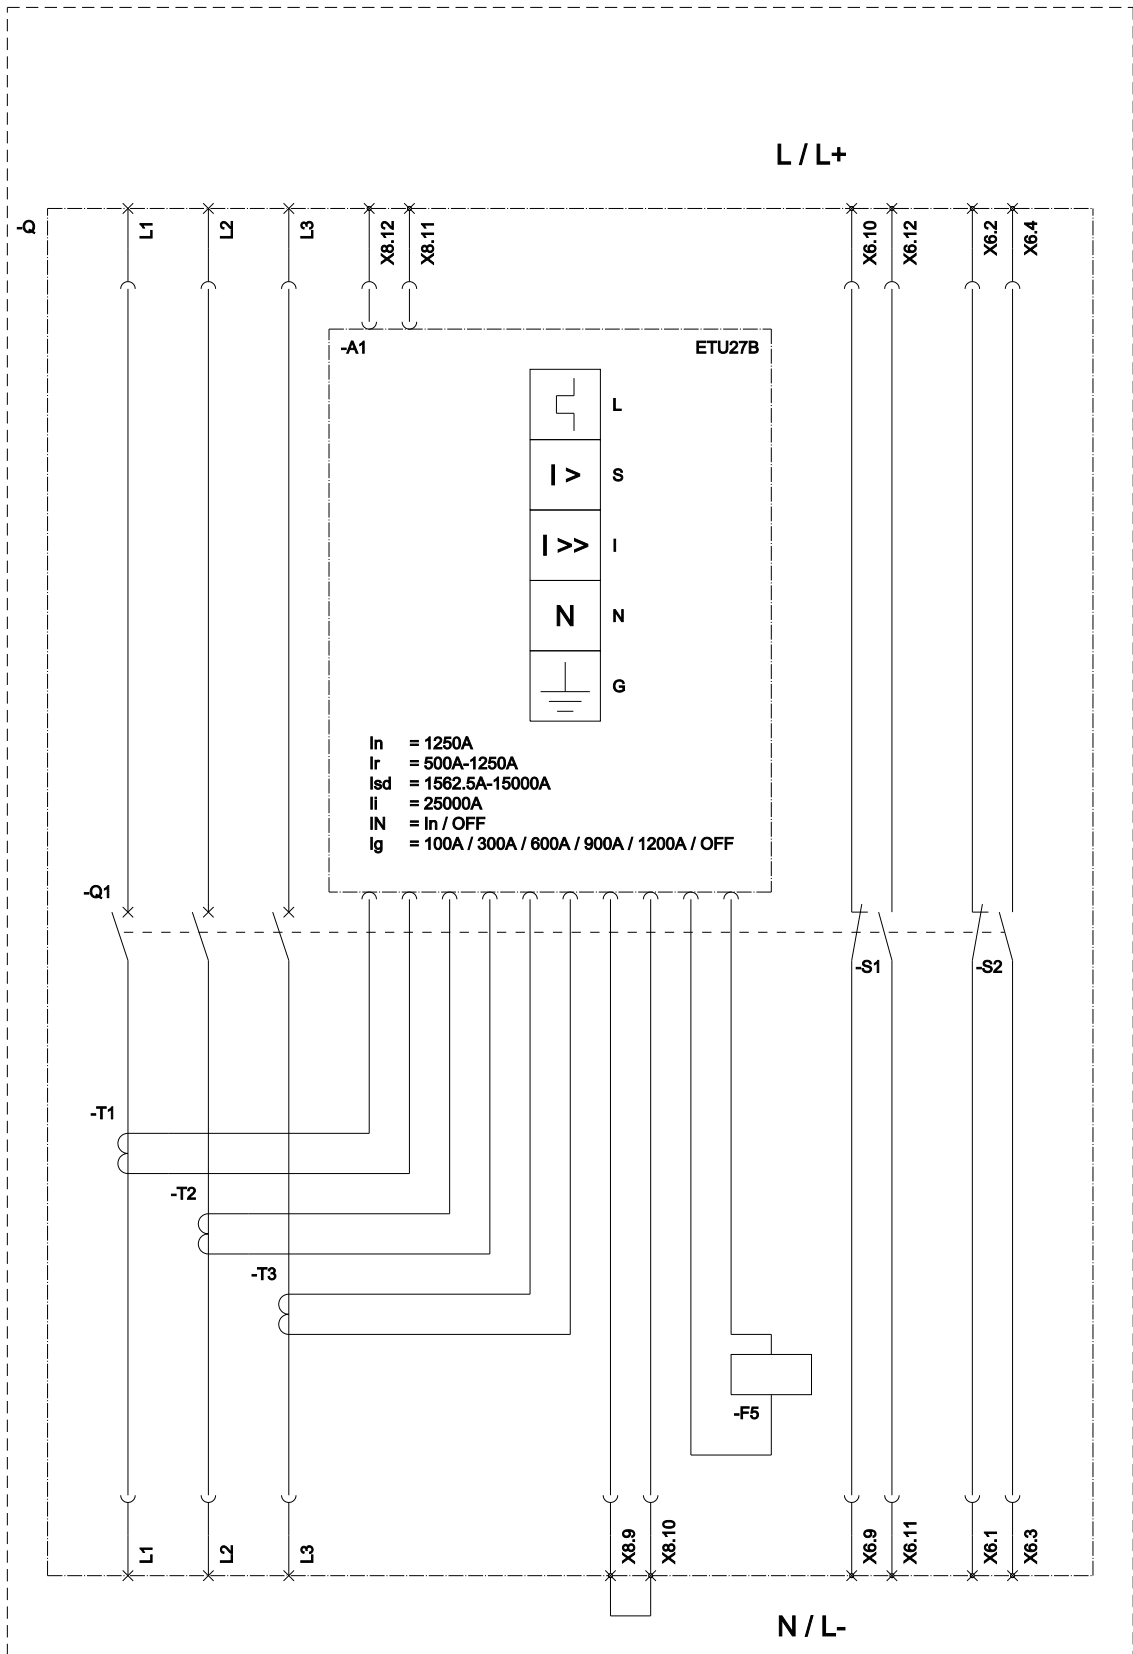 L / L+
-Q
L1
L2
L3
X8.12
X8.11
X6.10
X6.12
X6.2
X6.4
-A1
ETU27B
L
I > S
I >> I
N N
G
In = 1250A
Ir = 500A-1250A
Isd = 1562.5A-15000A
Ii = 25000A
IN = In / OFF
Ig = 100A / 300A / 600A / 900A / 1200A / OFF
-Q1
-S1
-S2
-T1
-T2
-T3
-F5
L1
L2
L3
X8.9
X8.10
X6.9
X6.11
X6.1
X6.3
N / L-